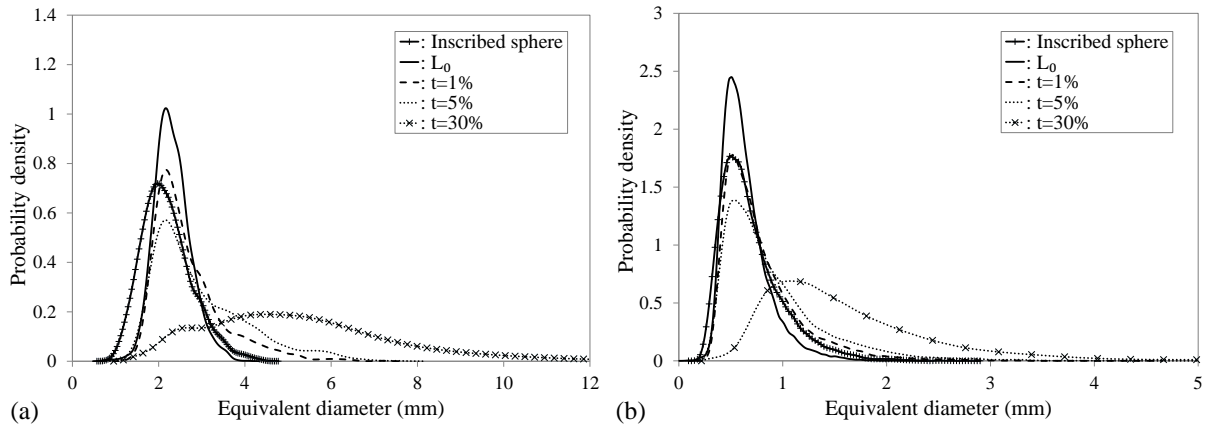 1.4
1.2
1
0.8
0.6
0.4
0.2
0
Probability density
: Inscribed sphere
: L₀
: t=1%
: t=5%
: t=30%
0 2 4 6 8 10 12
Equivalent diameter (mm)
(a)
3
2.5
2
1.5
1
0.5
0
Probability density
: Inscribed sphere
: L₀
: t=1%
: t=5%
: t=30%
0 1 2 3 4 5
Equivalent diameter (mm)
(b)